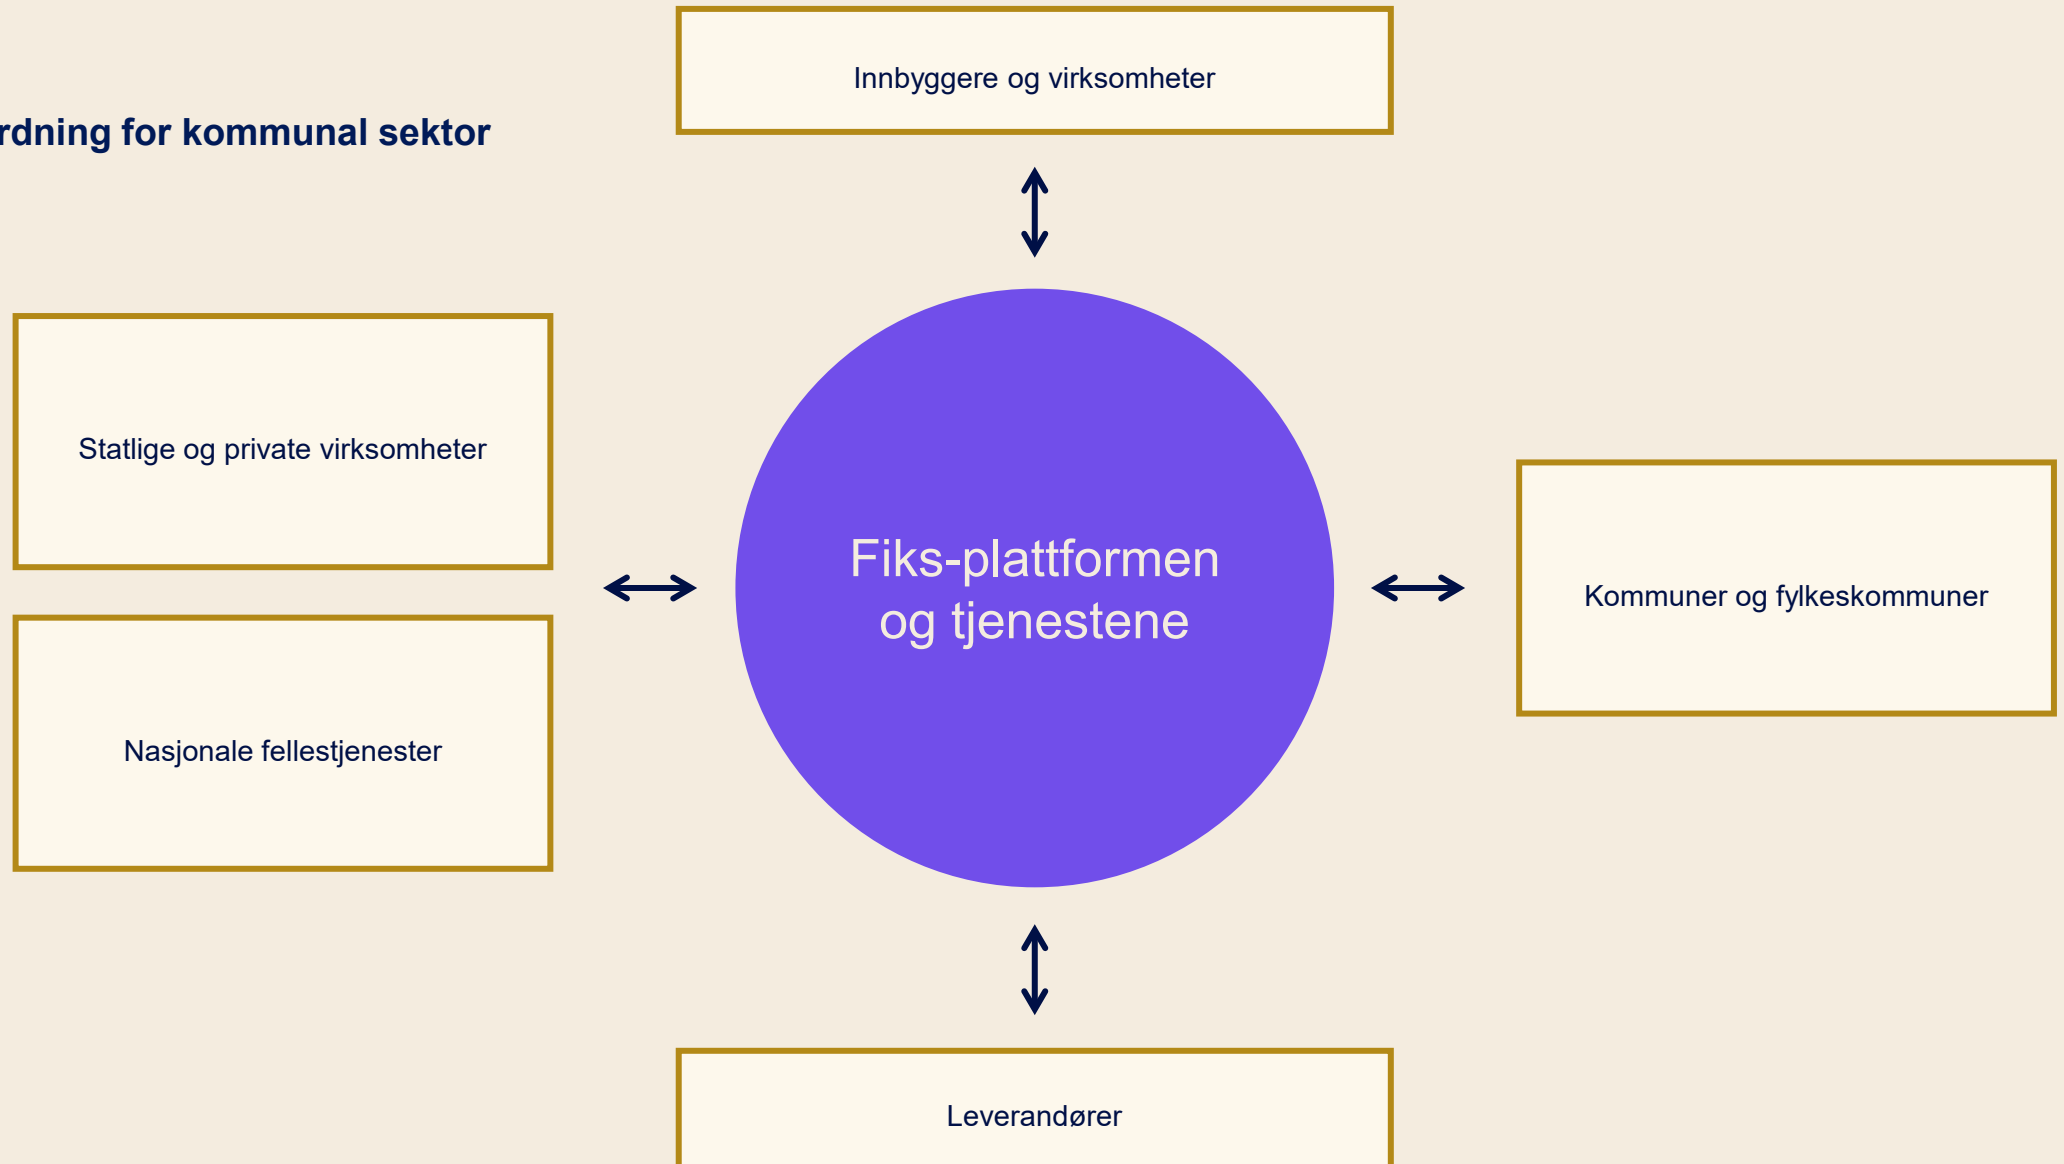 Innbyggere og virksomheter
for kommunal sektor
Statlige og private virksomheter
Fiks-plattformen
og tjenestene
Kommuner og fylkeskommuner
Nasjonale fellestjenester
Leverandører